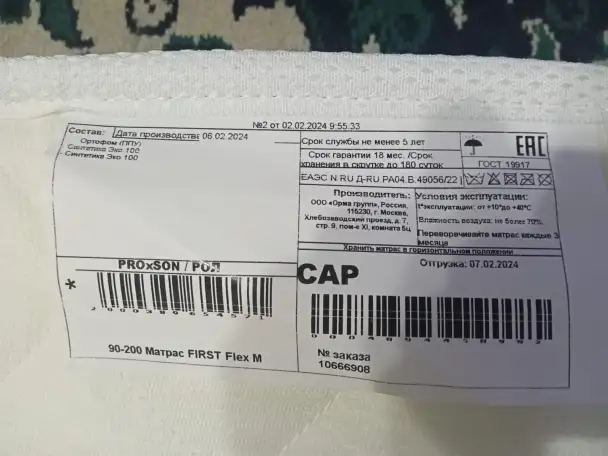 №2 от 02.02.2024 9:55:33
Состав: Дата производства 06.02.2024
Ортофом (ППУ)
Синтетика Эко 100
Синтетика Эко 100
Срок службы не менее 5 лет
Срок гарантии 18 мес. /Срок
хранения в скрутке до 180 суток
ЕАЭС N RU Д-RU.РА04.В.49056/22
EAC
ГОСТ 19917
Производитель:
ООО «Орма групп», Россия,
115230, г. Москва,
Хлебозаводский проезд, д. 7,
стр. 9, пом-е XI, комната 6ц
Условия эксплуатации:
t°эксплуатации: от +10°до +40°С
Влажность воздуха: не более 70%.
Переворачивайте матрас каждые 3
месяца
Хранить матрас в горизонтальном положении
PROxSON / РОЛ
*
2000389654571
90-200 Матрас FIRST Flex M
САР
Отгрузка: 07.02.2024
№ заказа
10666908